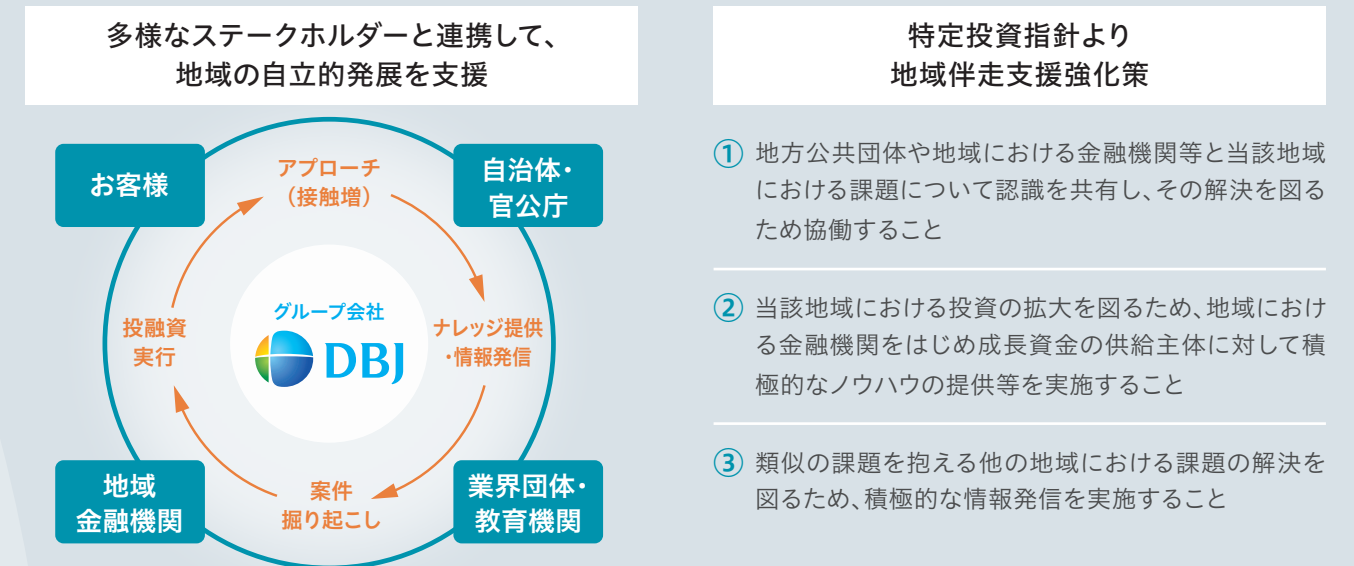 多様なステークホルダーと連携して、
地域の自立的発展を支援
お客様
アプローチ
（接触増）
自治体・
官公庁
投融資
実行
グループ会社
DBJ
ナレッジ提供
・情報発信
地域
金融機関
案件
掘り起こし
業界団体・
教育機関
特定投資指針より
地域伴走支援強化策
① 地方公共団体や地域における金融機関等と当該地域
における課題について認識を共有し、その解決を図る
ため協働すること
② 当該地域における投資の拡大を図るため、地域におけ
る金融機関をはじめ成長資金の供給主体に対して積
極的なノウハウの提供等を実施すること
③ 類似の課題を抱える他の地域における課題の解決を
図るため、積極的な情報発信を実施すること